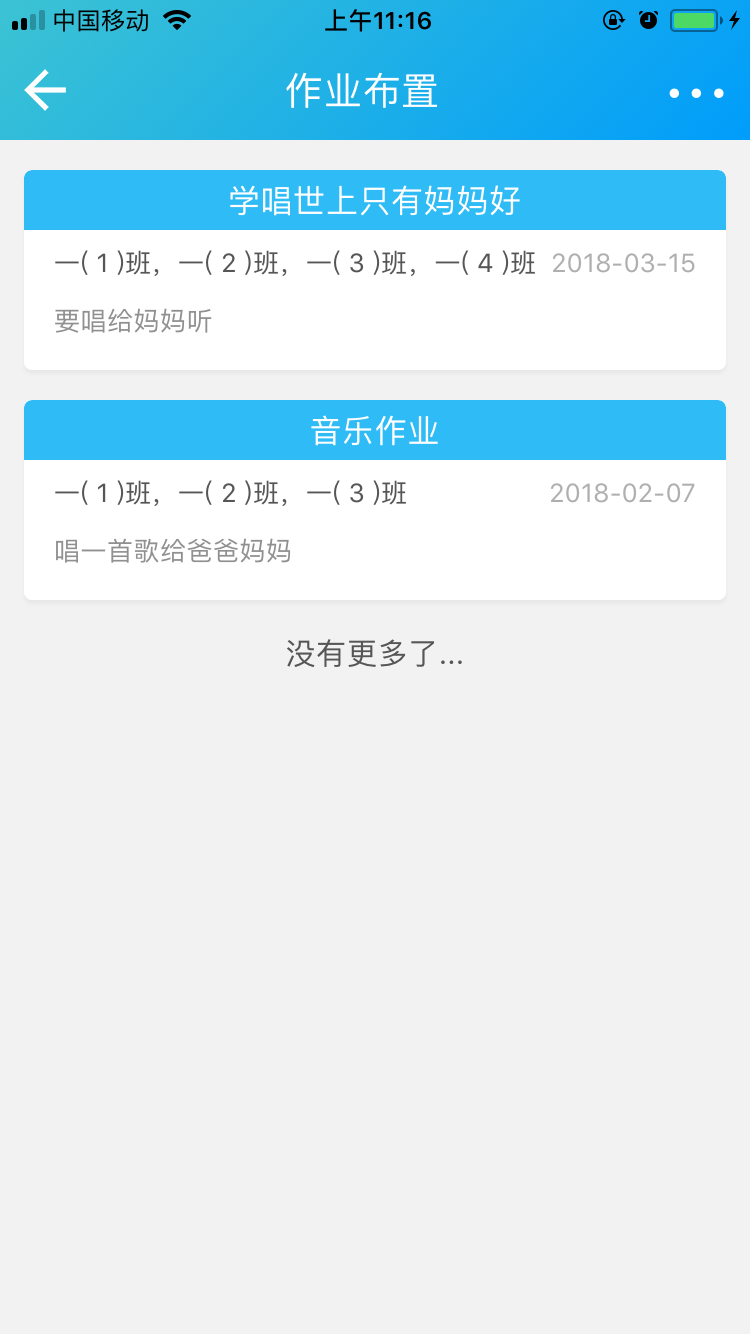 中国移动
上午11:16
作业布置
学唱世上只有妈妈好
一( 1 )班，一( 2 )班，一( 3 )班，一( 4 )班 2018-03-15
要唱给妈妈听
音乐作业
一( 1 )班，一( 2 )班，一( 3 )班 2018-02-07
唱一首歌给爸爸妈妈
没有更多了...